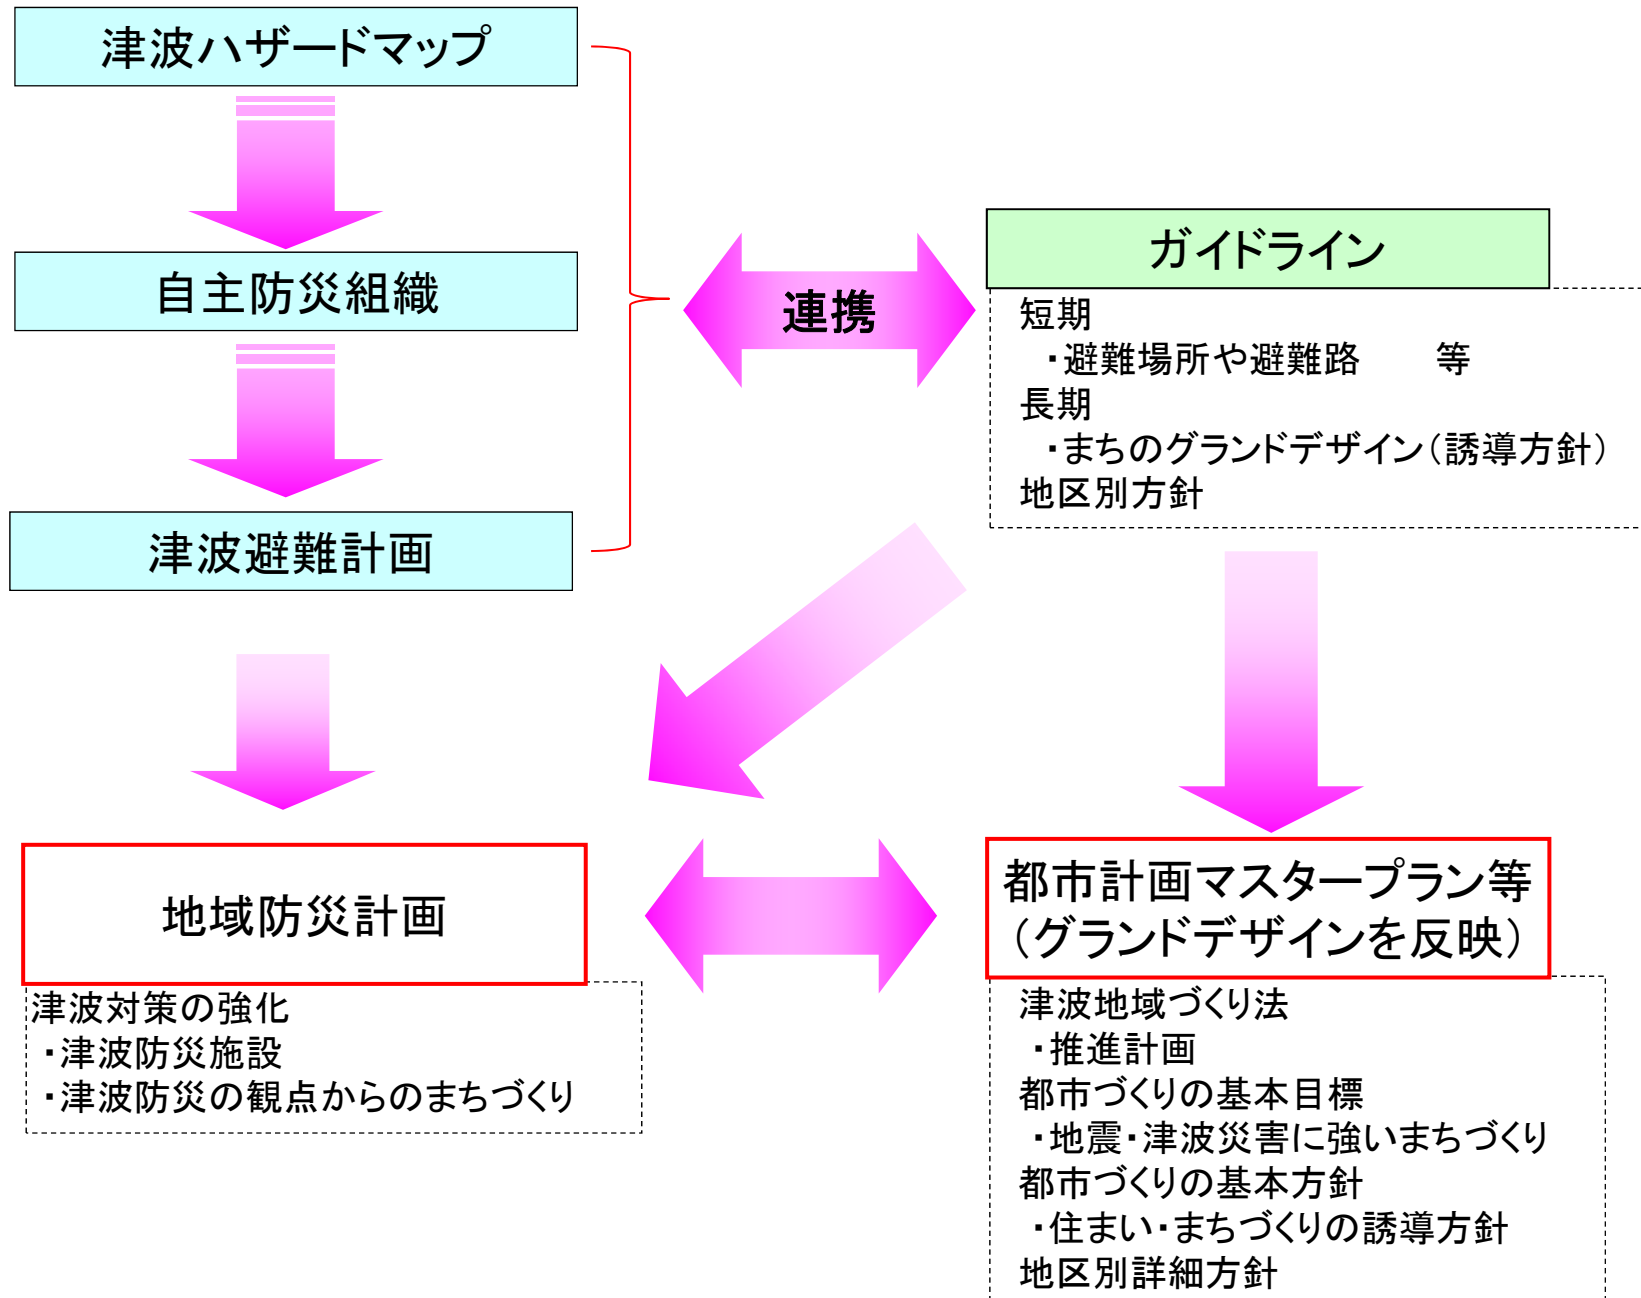 津波ハザードマップ
自主防災組織
津波避難計画
連携
ガイドライン
短期
・避難場所や避難路　　等
長期
・まちのグランドデザイン（誘導方針）
地区別方針
地域防災計画
津波対策の強化
・津波防災施設
・津波防災の観点からのまちづくり
都市計画マスタープラン等
（グランドデザインを反映）
津波地域づくり法
・推進計画
都市づくりの基本目標
・地震・津波災害に強いまちづくり
都市づくりの基本方針
・住まい・まちづくりの誘導方針
地区別詳細方針